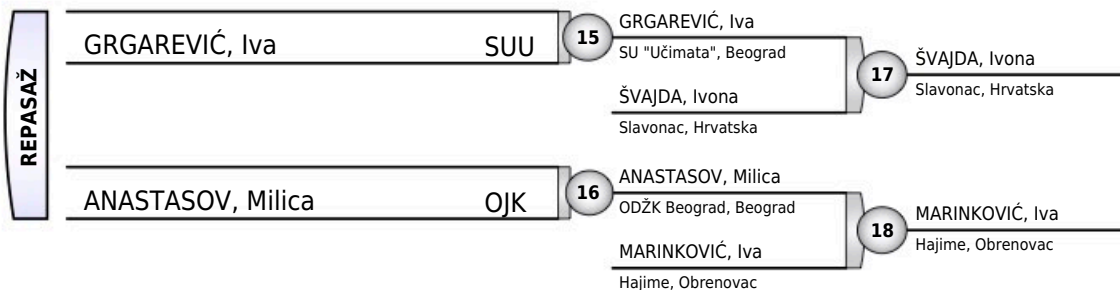 REPASAŽ
GRGAREVIĆ, Iva SUU
15
GRGAREVIĆ, Iva
SU "Učimata", Beograd
ŠVAJDA, Ivona
Slavonac, Hrvatska
17
ŠVAJDA, Ivona
Slavonac, Hrvatska
ANASTASOV, Milica OJK
16
ANASTASOV, Milica
ODŽK Beograd, Beograd
MARINKOVIĆ, Iva
Hajime, Obrenovac
18
MARINKOVIĆ, Iva
Hajime, Obrenovac